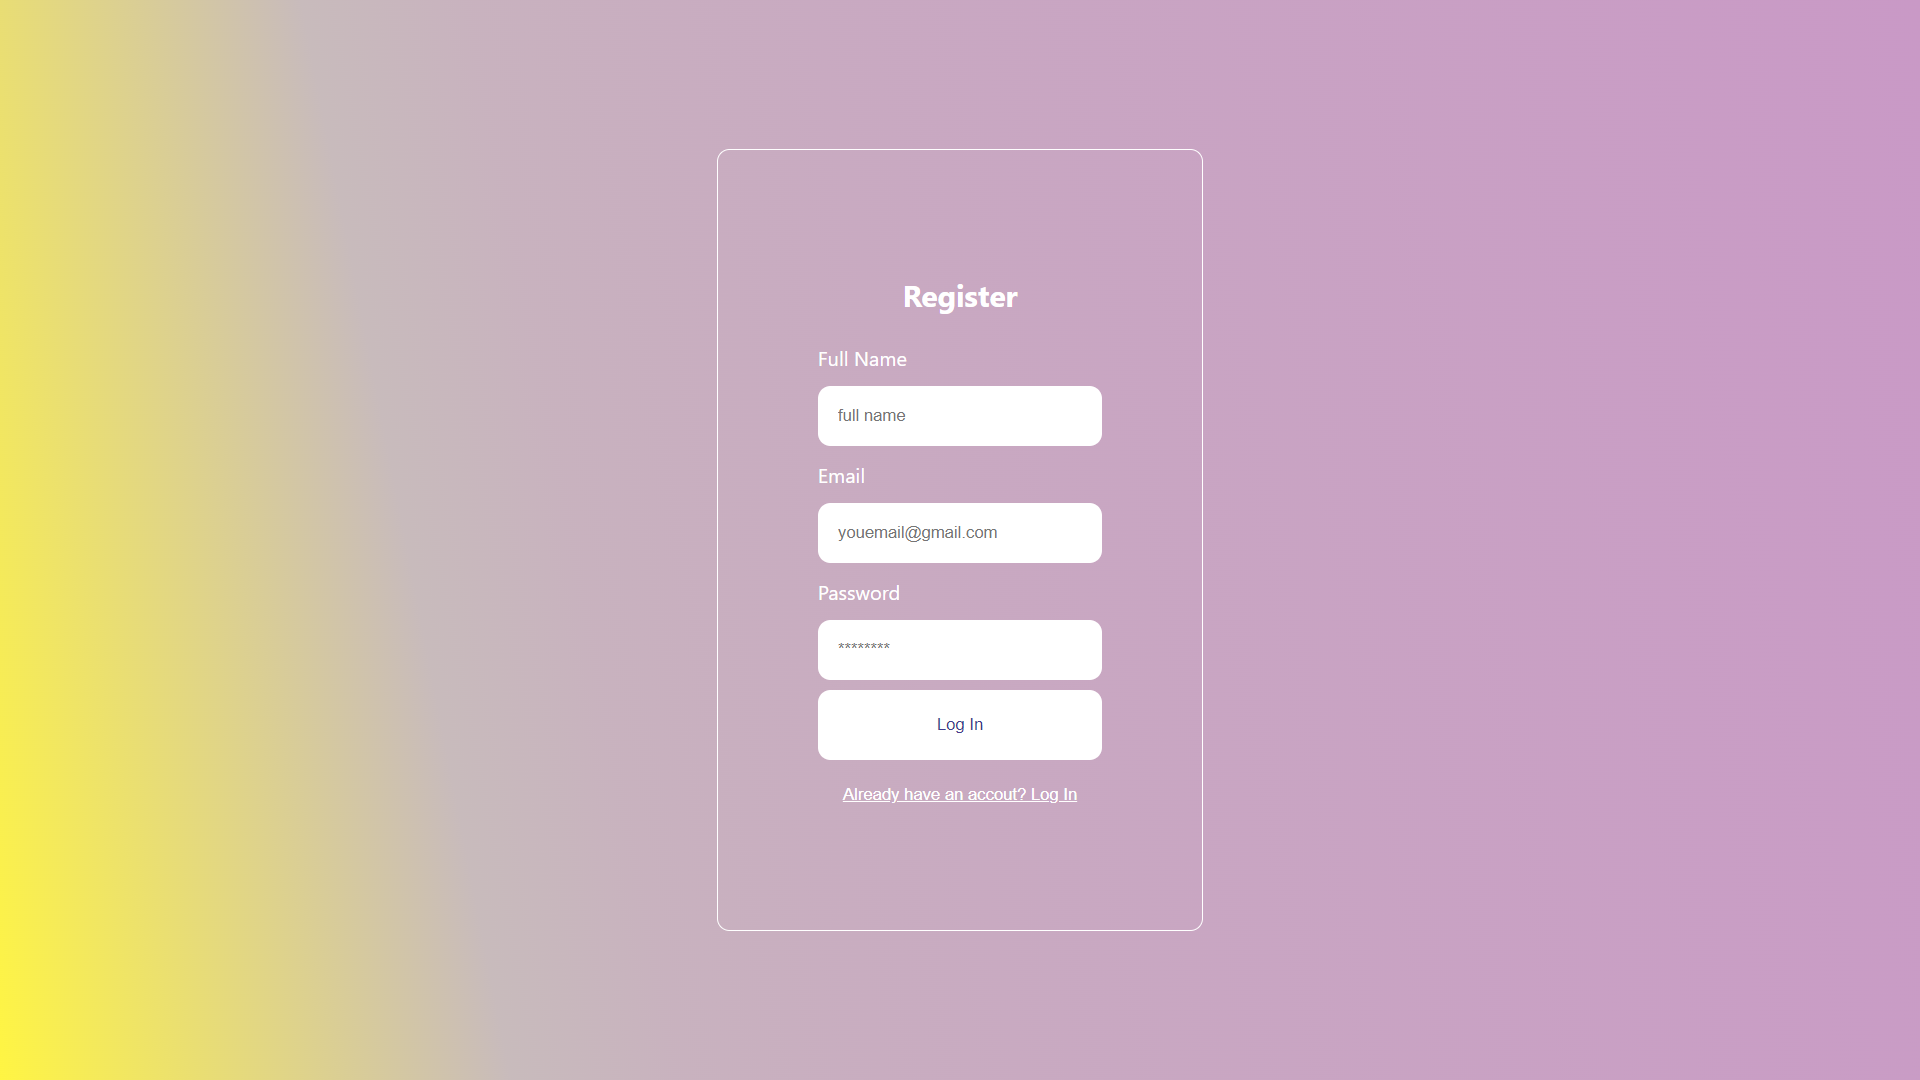 Register
Full Name
full name
Email
youemail@gmail.com
Password
********
Log In
Already have an accout? Log In